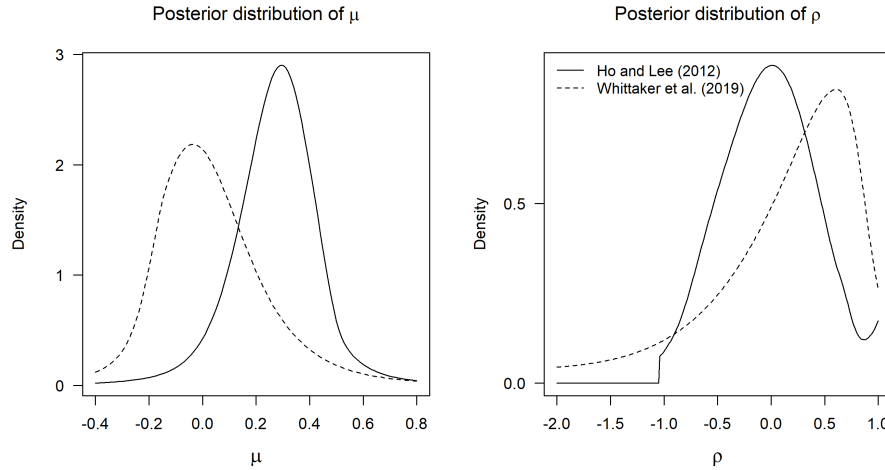 Posterior distribution of μ
3
2
1
0
Density
-0.4
-0.2
0.0
0.2
0.4
0.6
0.8
μ
Posterior distribution of ρ
Ho and Lee (2012)
Whittaker et al. (2019)
0.5
0.0
Density
-2.0
-1.5
-1.0
-0.5
0.0
0.5
1.0
ρ